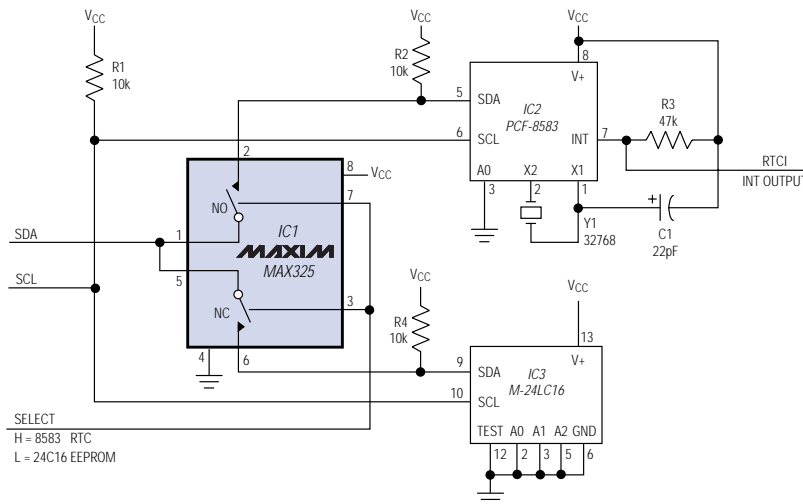 VCC
VCC
VCC
R1
10k
R2
10k
8
V+
5
SDA
IC2
PCF-8583
R3
47k
6
SCL
INT
7
RTCI
INT OUTPUT
2
8
VCC
A0
X2
X1
3
2
1
7
NO
+
C1
22pF
Y1
32768
SDA
1
IC1
MAXIM
MAX325
SCL
5
VCC
VCC
NC
3
R4
10k
13
V+
4
6
9
SDA
IC3
M-24LC16
10
SCL
SELECT
H = 8583 RTC
L = 24C16 EEPROM
TEST A0 A1 A2 GND
12 2 3 5 6